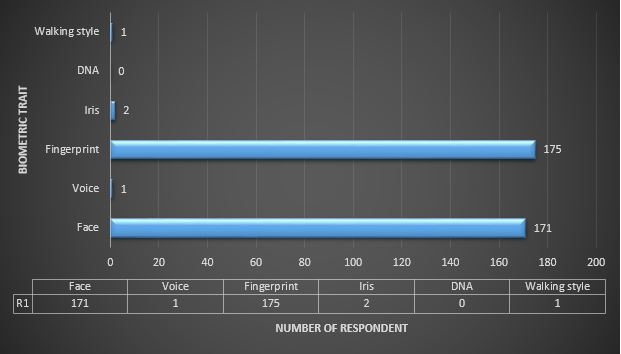 BIOMETRIC TRAIT
Walking style 1
DNA 0
Iris 2
Fingerprint 175
Voice 1
Face 171
0 20 40 60 80 100 120 140 160 180 200
Face Voice Fingerprint Iris DNA Walking style
R1 171 1 175 2 0 1
NUMBER OF RESPONDENT